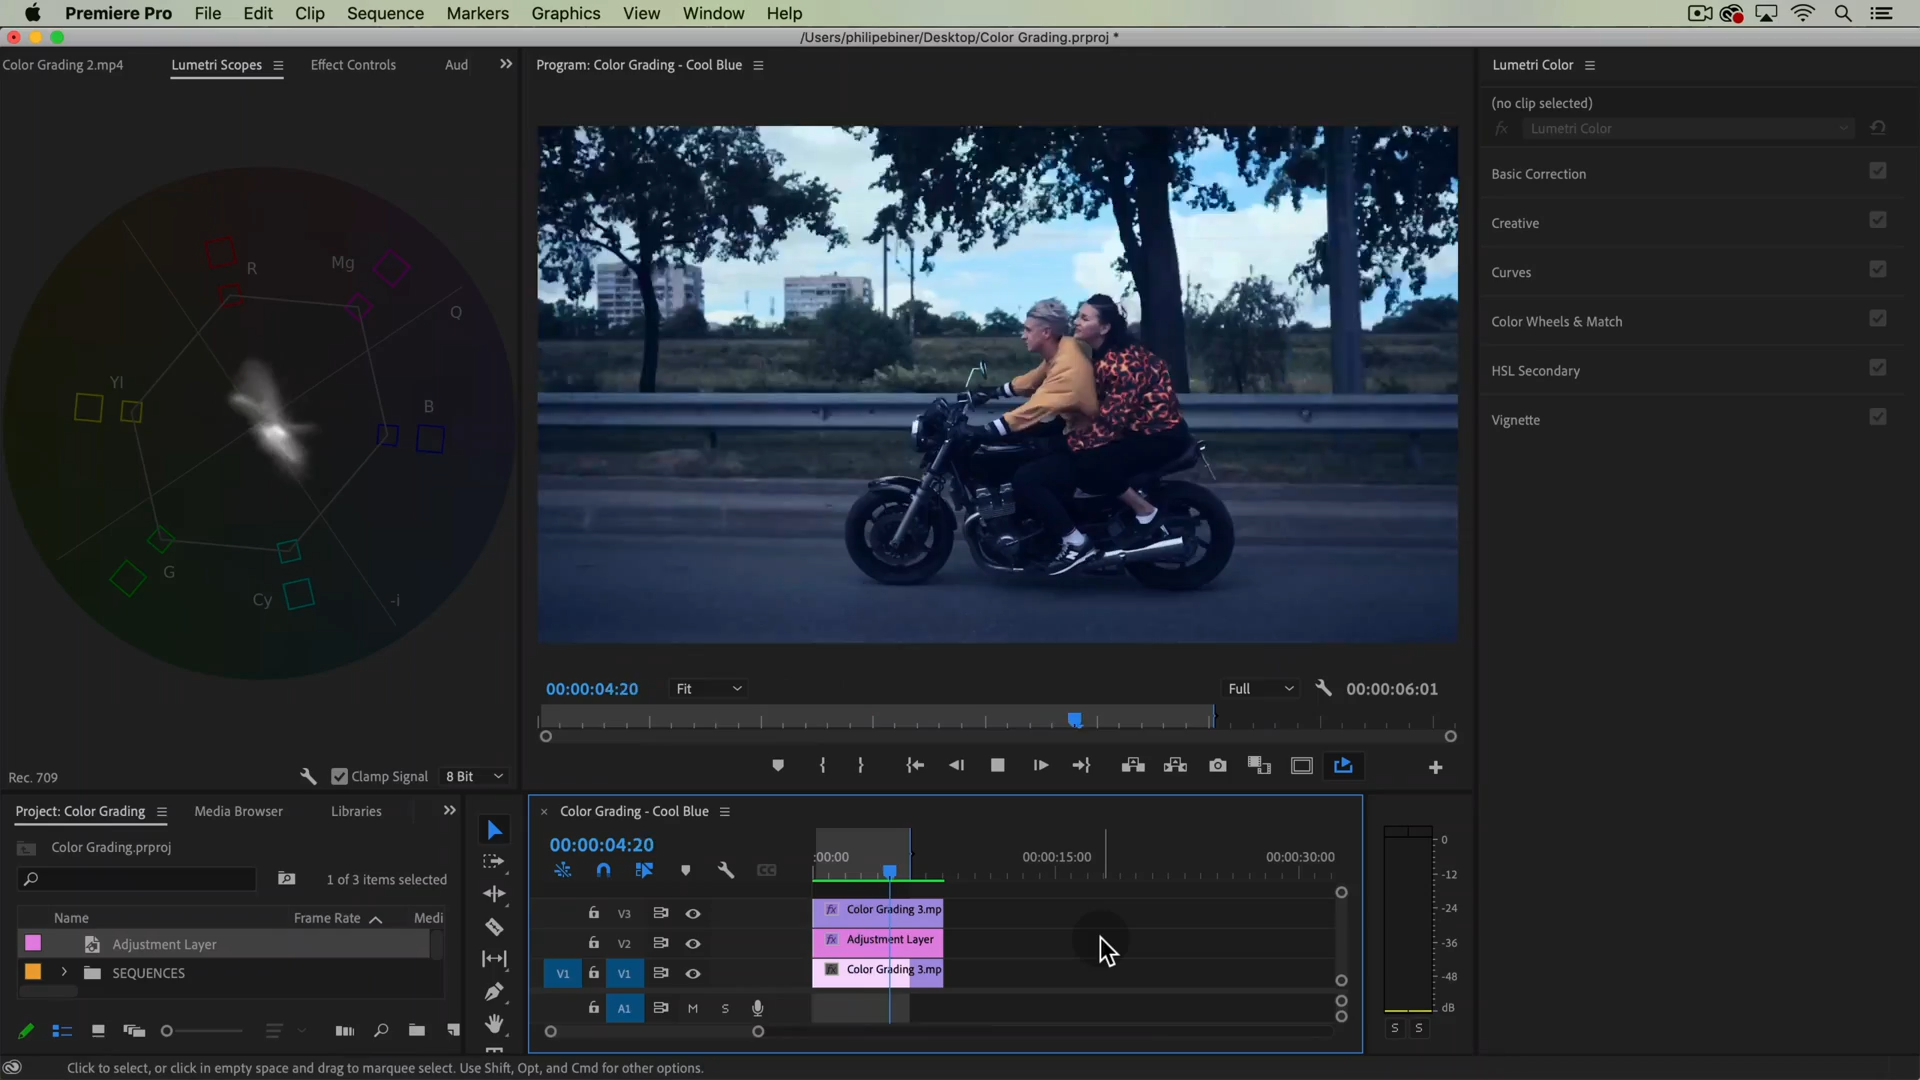 Premiere Pro File Edit Clip Sequence Markers Graphics View Window Help
/Users/philipebiner/Desktop/Color Grading.prproj *
Color Grading 2.mp4 Lumetri Scopes Effect Controls Aud
Program: Color Grading - Cool Blue
Lumetri Color
(no clip selected)
fx Lumetri Color
Basic Correction
Creative
Curves
Color Wheels & Match
HSL Secondary
Vignette
R
Mg
Q
Yl
B
G
Cy
-i
00:00:04:20 Fit Full 00:00:06:01
Rec. 709 Clamp Signal 8 Bit
Project: Color Grading Media Browser Libraries
Color Grading.prproj
1 of 3 items selected
Name Frame Rate Medi
Adjustment Layer
SEQUENCES
Color Grading - Cool Blue
00:00:04:20
:00:00 00:00:15:00 00:00:30:00
V3 fx Color Grading 3.mp
V2 fx Adjustment Layer
V1 V1 fx Color Grading 3.mp
A1 M S
0
-12
-24
-36
-48
dB
S S
Click to select, or click in empty space and drag to marquee select. Use Shift, Opt, and Cmd for other options.